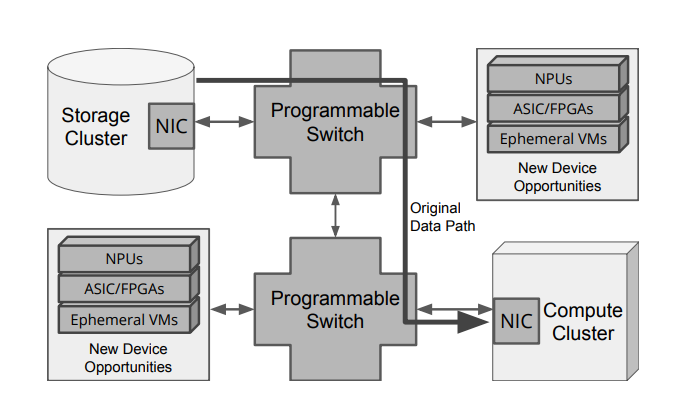 Storage
Cluster
NIC
Programmable
Switch
NPUs
ASIC/FPGAs
Ephemeral VMs
New Device
Opportunities
Original
Data Path
NPUs
ASIC/FPGAs
Ephemeral VMs
New Device
Opportunities
Programmable
Switch
NIC
Compute
Cluster